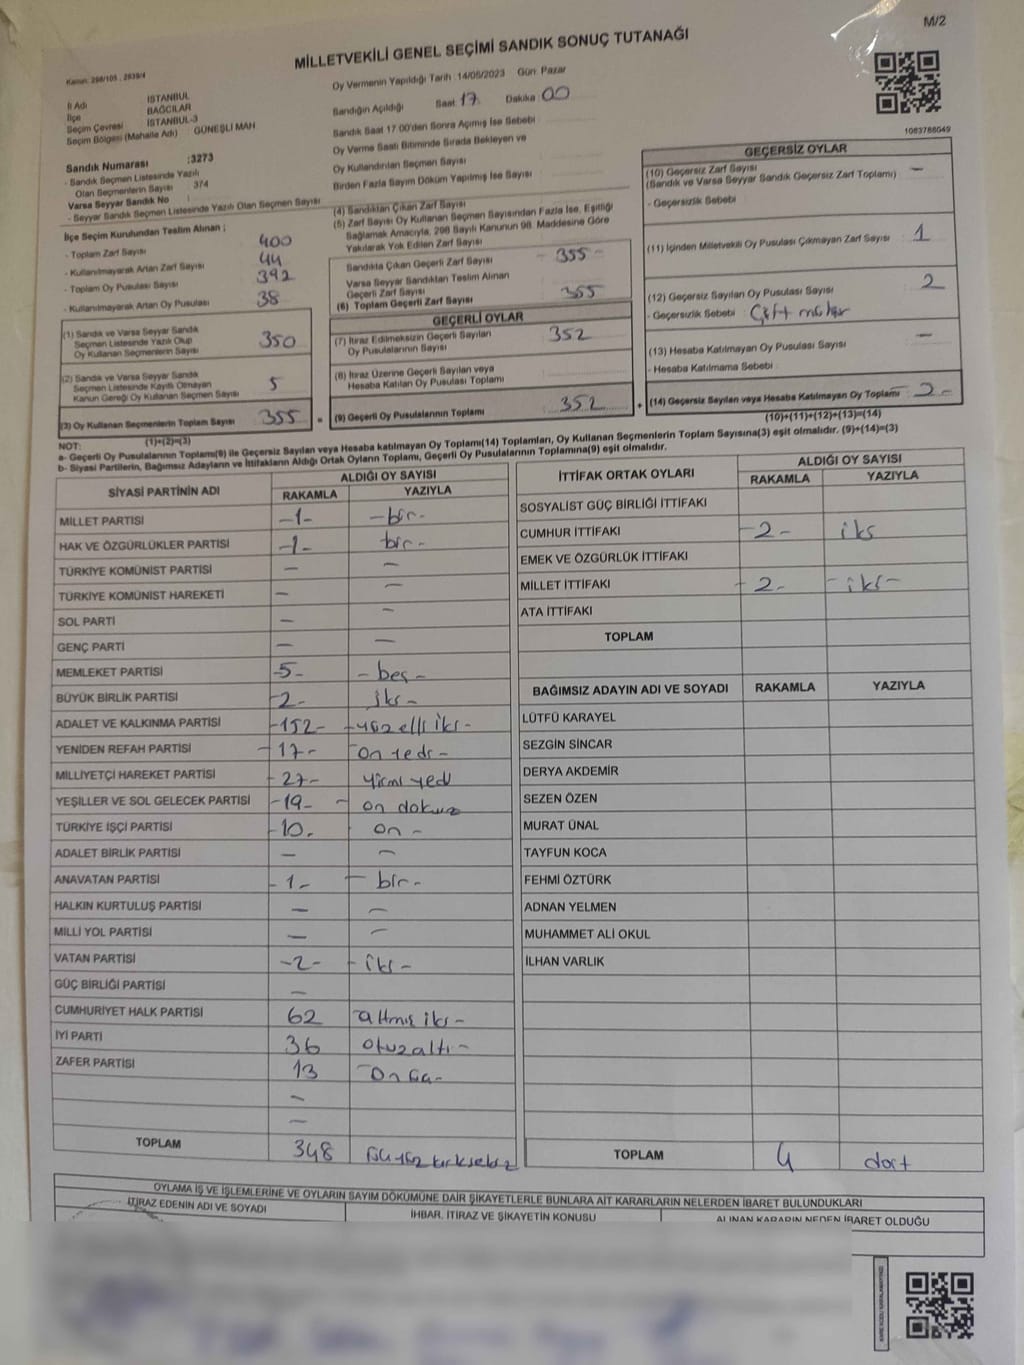 M/2
MİLLETVEKİLİ GENEL SEÇİMİ SANDIK SONUÇ TUTANAĞI
Kanun: 298/105 , 2839/4
İl Adı İSTANBUL
İlçe BAĞCILAR
Seçim Çevresi İSTANBUL-3
Seçim Bölgesi (Mahalle Adı) GÜNEŞLİ MAH
Sandık Numarası :3273
- Sandık Seçmen Listesinde Yazılı
Olan Seçmenlerin Sayısı 374
Varsa Seyyar Sandık No
- Seyyar Sandık Seçmen Listesinde Yazılı Olan Seçmen Sayısı
İlçe Seçim Kurulundan Teslim Alınan ;
- Toplam Zarf Sayısı 400
- Kullanılmayarak Artan Zarf Sayısı 44
- Toplam Oy Pusulası Sayısı 392
- Kullanılmayarak Artan Oy Pusulası 38
(1) Sandık ve Varsa Seyyar Sandık
Seçmen Listesinde Yazılı Olup
Oy Kullanan Seçmenlerin Sayısı 350
(2) Sandık ve Varsa Seyyar Sandık
Seçmen Listesinde Kayıtlı Olmayan
Kanun Gereği Oy Kullanan Seçmen Sayısı 5
(3) Oy Kullanan Seçmenlerin Toplam Sayısı 355 =
(1)+(2)=(3)
Oy Vermenin Yapıldığı Tarih :14/05/2023 Gün: Pazar
Sandığın Açıldığı Saat 17 Dakika 00
Sandık Saat 17 00'den Sonra Açımış İse Sebebi
Oy Verme Saati Bitiminde Sırada Bekleyen ve
Oy Kullandırılan Seçmen Sayısı
Birden Fazla Sayım Döküm Yapılmış İse Sayısı
(4) Sandıktan Çıkan Zarf Sayısı
(5) Zarf Sayısı Oy Kullanan Seçmen Sayısından Fazla İse, Eşitliği
Sağlamak Amacıyla, 298 Sayılı Kanunun 98. Maddesine Göre
Yakılarak Yok Edilen Zarf Sayısı
Sandıkta Çıkan Geçerli Zarf Sayısı - 355 -
Varsa Seyyar Sandıktan Teslim Alınan
Geçerli Zarf Sayısı
(6) Toplam Geçerli Zarf Sayısı 355
GEÇERLİ OYLAR
(7) İtiraz Edilmeksizin Geçerli Sayılan
Oy Pusulalarının Sayısı 352
(8) İtiraz Üzerine Geçerli Sayılan veya
Hesaba Katılan Oy Pusulası Toplamı
(9) Geçerli Oy Pusulalarının Toplamı 352 +
1083788049
GEÇERSİZ OYLAR
(10) Geçersiz Zarf Sayısı —
(Sandık ve Varsa Seyyar Sandık Geçersiz Zarf Toplamı)
- Geçersizlik Sebebi
(11) İçinden Milletvekili Oy Pusulası Çıkmayan Zarf Sayısı 1
(12) Geçersiz Sayılan Oy Pusulası Sayısı 2
- Geçersizlik Sebebi : Çift mühür
(13) Hesaba Katılmayan Oy Pusulası Sayısı —
- Hesaba Katılmama Sebebi
(14) Geçersiz Sayılan veya Hesaba Katılmayan Oy Toplamı - 2 -
(10)+(11)+(12)+(13)=(14)
NOT:
a- Geçerli Oy Pusulalarının Toplamı(9) ile Geçersiz Sayılan veya Hesaba katılmayan Oy Toplamı(14) Toplamları, Oy Kullanan Seçmenlerin Toplam Sayısına(3) eşit olmalıdır. (9)+(14)=(3)
b- Siyasi Partilerin, Bağımsız Adayların ve İttifakların Aldığı Ortak Oyların Toplamı, Geçerli Oy Pusulalarının Toplamına(9) eşit olmalıdır.
SİYASİ PARTİNİN ADI ALDIĞI OY SAYISI
RAKAMLA YAZIYLA
MİLLET PARTİSİ -1- -bir-
HAK VE ÖZGÜRLÜKLER PARTİSİ -1- bir-
TÜRKİYE KOMÜNİST PARTİSİ — —
TÜRKİYE KOMÜNİST HAREKETİ — —
SOL PARTİ — —
GENÇ PARTİ — —
MEMLEKET PARTİSİ -5- -beş-
BÜYÜK BİRLİK PARTİSİ -2- iki-
ADALET VE KALKINMA PARTİSİ -152- -yüzelli iki-
YENİDEN REFAH PARTİSİ -17- on yedi-
MİLLİYETÇİ HAREKET PARTİSİ -27- yirmi yedi
YEŞİLLER VE SOL GELECEK PARTİSİ -19- - on dokuz
TÜRKİYE İŞÇİ PARTİSİ -10- on -
ADALET BİRLİK PARTİSİ — —
ANAVATAN PARTİSİ -1- - bir-
HALKIN KURTULUŞ PARTİSİ — —
MİLLİ YOL PARTİSİ — —
VATAN PARTİSİ -2- - iki-
GÜÇ BİRLİĞİ PARTİSİ —
CUMHURİYET HALK PARTİSİ 62 altmış iki-
İYİ PARTİ 36 otuzaltı-
ZAFER PARTİSİ 13 Onüç-
—
—
TOPLAM 348 üçyüzkırksekiz
İTTİFAK ORTAK OYLARI ALDIĞI OY SAYISI
RAKAMLA YAZIYLA
SOSYALİST GÜÇ BİRLİĞİ İTTİFAKI
CUMHUR İTTİFAKI -2- iki
EMEK VE ÖZGÜRLÜK İTTİFAKI
MİLLET İTTİFAKI -2- -iki-
ATA İTTİFAKI
TOPLAM
BAĞIMSIZ ADAYIN ADI VE SOYADI RAKAMLA YAZIYLA
LÜTFÜ KARAYEL
SEZGİN SİNCAR
DERYA AKDEMİR
SEZEN ÖZEN
MURAT ÜNAL
TAYFUN KOCA
FEHMİ ÖZTÜRK
ADNAN YELMEN
MUHAMMET ALİ OKUL
İLHAN VARLIK
TOPLAM 4 dört
OYLAMA İŞ VE İŞLEMLERİNE VE OYLARIN SAYIM DÖKÜMÜNE DAİR ŞİKAYETLERLE BUNLARA AİT KARARLARIN NELERDEN İBARET BULUNDUKLARI
İTİRAZ EDENİN ADI VE SOYADI İHBAR, İTİRAZ VE ŞİKAYETİN KONUSU ALINAN KARARIN NEDEN İBARET OLDUĞU